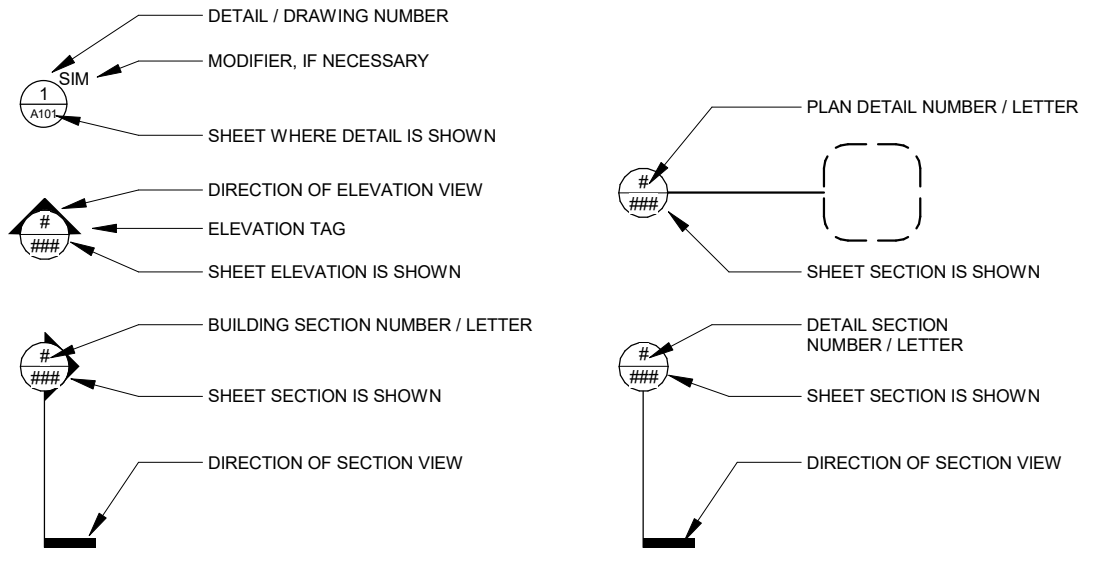 DETAIL / DRAWING NUMBER
SIM
MODIFIER, IF NECESSARY
1
A101
SHEET WHERE DETAIL IS SHOWN
DIRECTION OF ELEVATION VIEW
#
ELEVATION TAG
###
SHEET ELEVATION IS SHOWN
BUILDING SECTION NUMBER / LETTER
#
###
SHEET SECTION IS SHOWN
DIRECTION OF SECTION VIEW
PLAN DETAIL NUMBER / LETTER
#
###
SHEET SECTION IS SHOWN
DETAIL SECTION
NUMBER / LETTER
#
###
SHEET SECTION IS SHOWN
DIRECTION OF SECTION VIEW